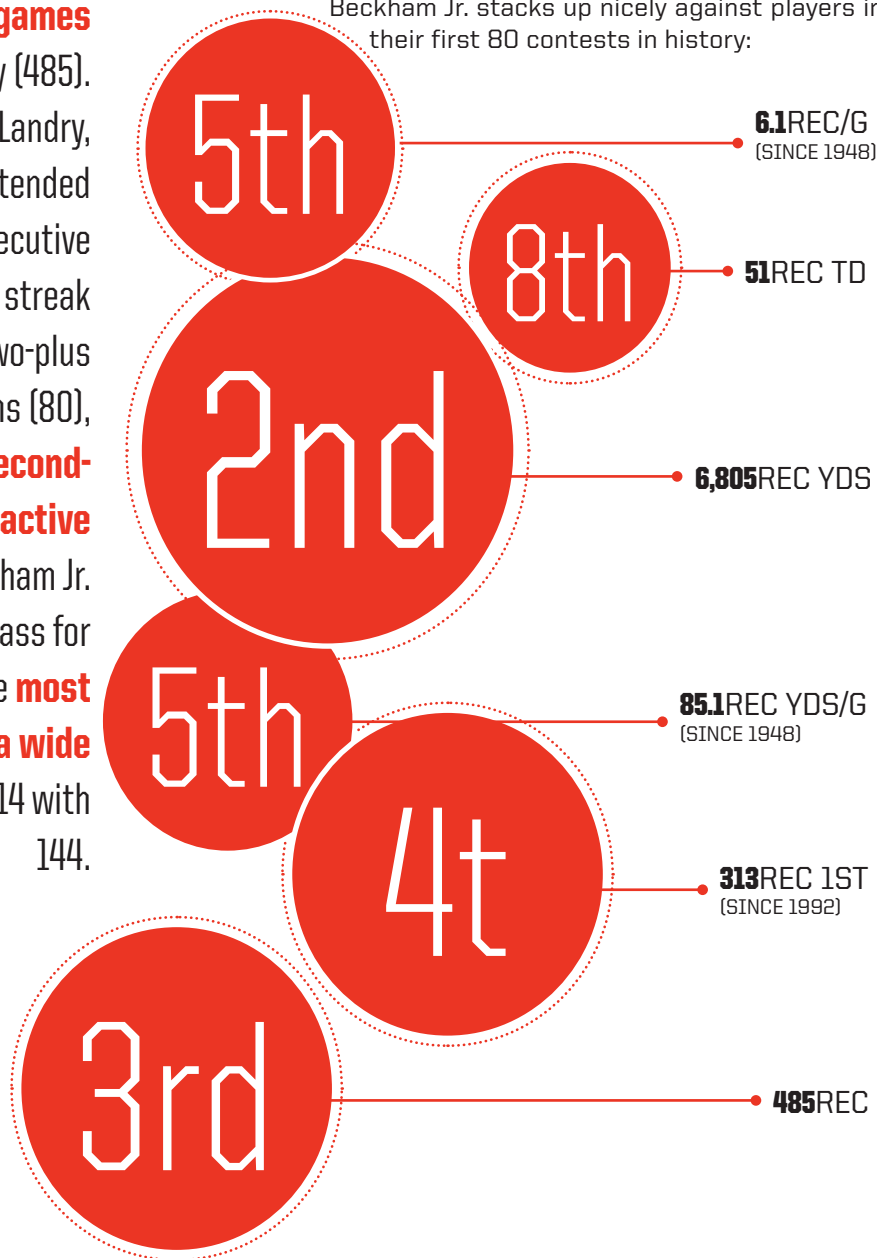 games
y (485).
Landry,
tended
ecutive
streak
wo-plus
ns (80),
econd-
active
ham Jr.
ass for
e most
a wide
14 with
144.
Beckham Jr. stacks up nicely against players in
their first 80 contests in history:
5th
6.1REC/G
(SINCE 1948)
8th
51REC TD
2nd
6,805REC YDS
5th
85.1REC YDS/G
(SINCE 1948)
4t
313REC 1ST
(SINCE 1992)
3rd
485REC